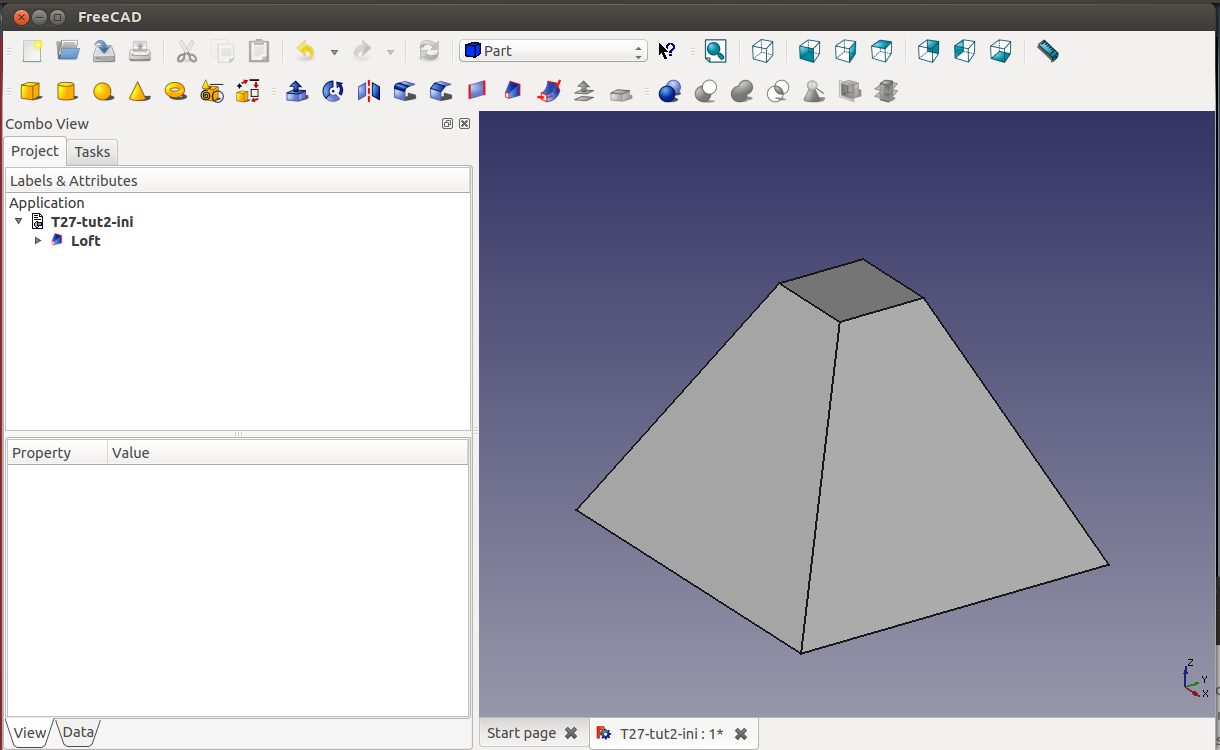 FreeCAD
Part
Combo View
Project
Tasks
Labels & Attributes
Application
T27-tut2-ini
Loft
Property
Value
View
Data
Z
Y
X
Start page
T27-tut2-ini : 1*